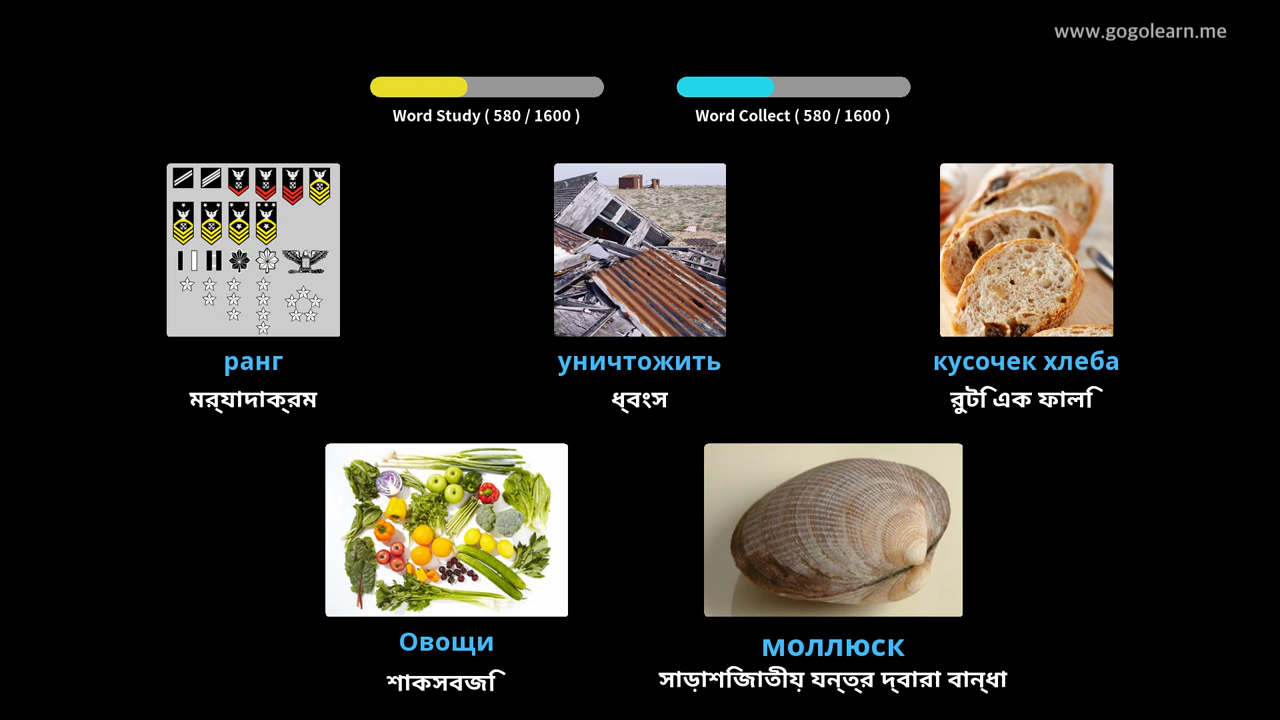 www.gogolearn.me
Word Study ( 580 / 1600 )
Word Collect ( 580 / 1600 )
ранг
মর্যাদাক্রম
уничтожить
ধ্বংস
кусочек хлеба
রুটি এক ফালি
Овощи
শাকসবজি
моллюск
সাড়াশিজাতীয় যন্ত্র দ্বারা বান্ধা